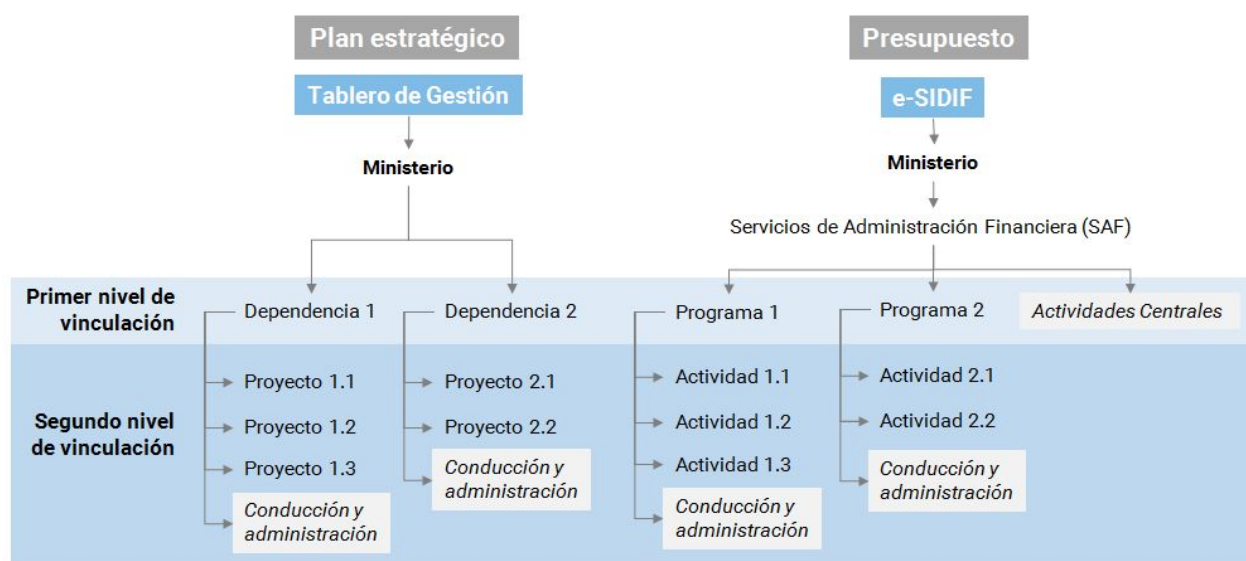 Plan estratégico
Presupuesto
Tablero de Gestión
e-SIDIF
Ministerio
Ministerio
Servicios de Administración Financiera (SAF)
Primer nivel de
vinculación
Dependencia 1
Dependencia 2
Programa 1
Programa 2
Actividades Centrales
Segundo nivel
de vinculación
Proyecto 1.1
Proyecto 1.2
Proyecto 1.3
Conducción y
administración
Proyecto 2.1
Proyecto 2.2
Conducción y
administración
Actividad 1.1
Actividad 1.2
Actividad 1.3
Conducción y
administración
Actividad 2.1
Actividad 2.2
Conducción y
administración